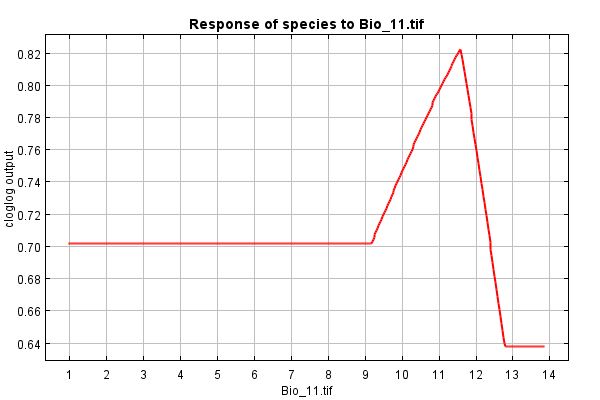 Response of species to Bio_11.tif
cloglog output
0.82
0.80
0.78
0.76
0.74
0.72
0.70
0.68
0.66
0.64
1 2 3 4 5 6 7 8 9 10 11 12 13 14
Bio_11.tif